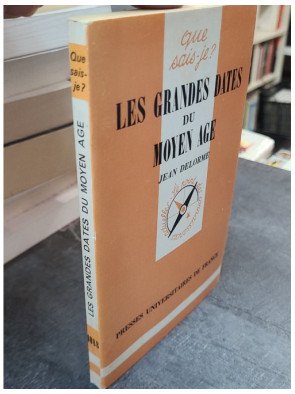 Que
sais-je?
LES GRANDES DATES
DU
MOYEN AGE
JEAN DELORME
PRESSES UNIVERSITAIRES DE FRANCE
Que
sais-
je?
LES GRANDES DATES DU MOYEN AGE